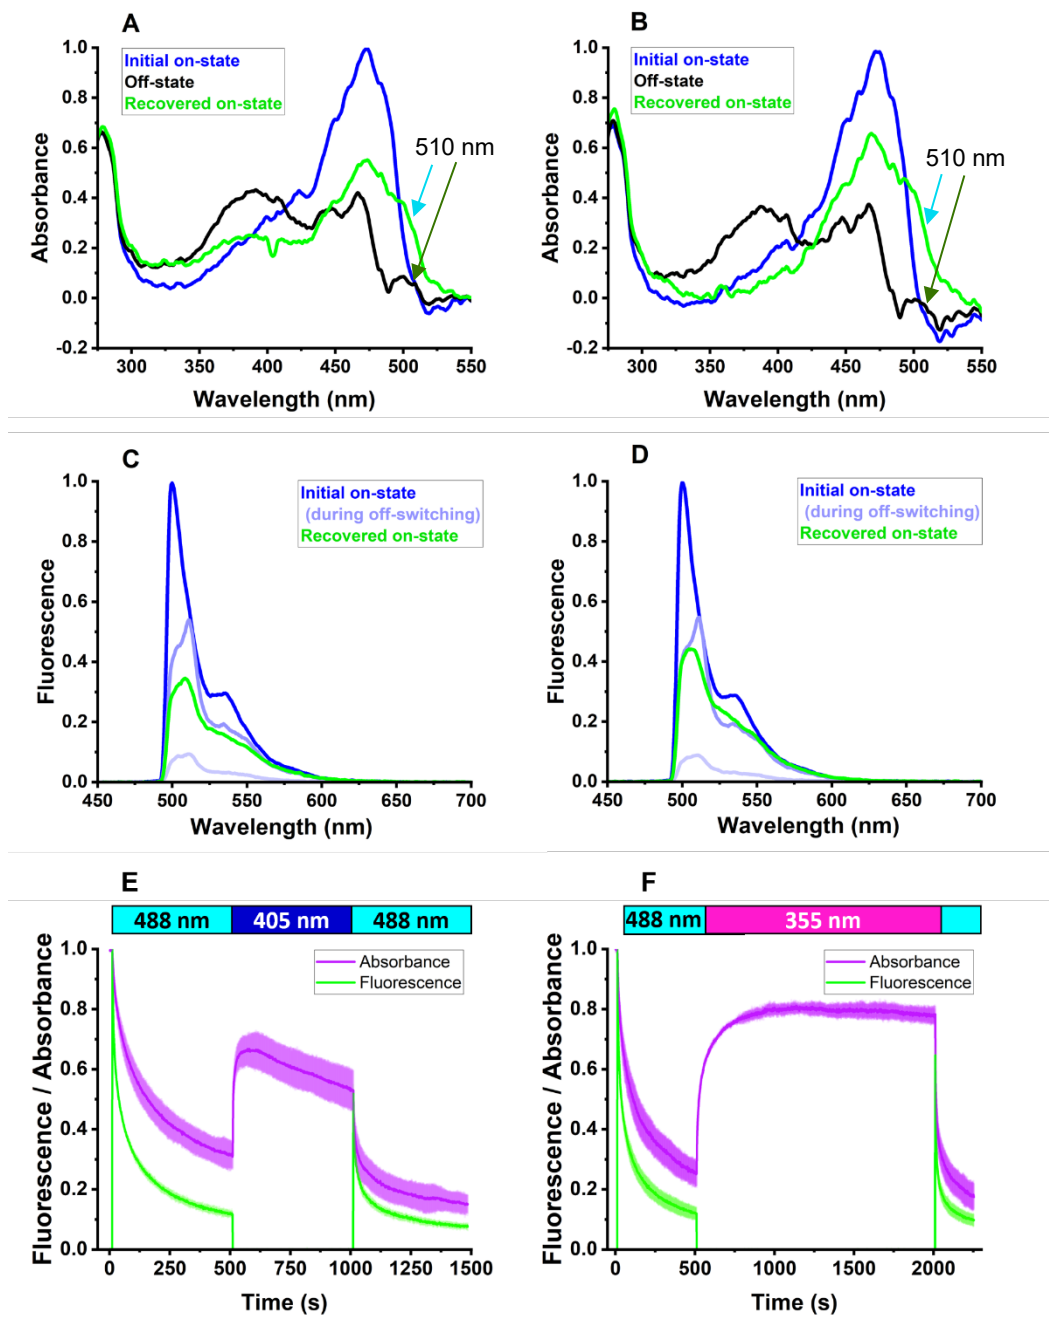 A
Initial on-state
Off-state
Recovered on-state
510 nm
1.0
0.8
0.6
0.4
0.2
0.0
-0.2
Absorbance
300 350 400 450 500 550
Wavelength (nm)
B
Initial on-state
Off-state
Recovered on-state
510 nm
1.0
0.8
0.6
0.4
0.2
0.0
-0.2
Absorbance
300 350 400 450 500 550
Wavelength (nm)
C
Initial on-state
(during off-switching)
Recovered on-state
1.0
0.8
0.6
0.4
0.2
0.0
Fluorescence
450 500 550 600 650 700
Wavelength (nm)
D
Initial on-state
(during off-switching)
Recovered on-state
1.0
0.8
0.6
0.4
0.2
0.0
Fluorescence
450 500 550 600 650 700
Wavelength (nm)
E
488 nm 405 nm 488 nm
Absorbance
Fluorescence
1.0
0.8
0.6
0.4
0.2
0.0
Fluorescence / Absorbance
0 250 500 750 1000 1250 1500
Time (s)
F
488 nm 355 nm
Absorbance
Fluorescence
1.0
0.8
0.6
0.4
0.2
0.0
Fluorescence / Absorbance
0 500 1000 1500 2000
Time (s)